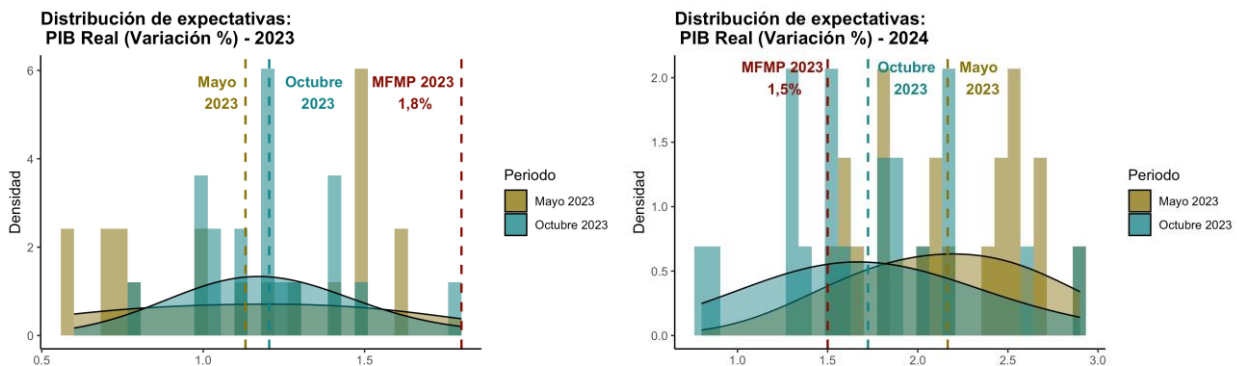 Distribución de expectativas:
PIB Real (Variación %) - 2023
Mayo
2023
Octubre
2023
MFMP 2023
1,8%
Densidad
6
4
2
0
0.5
1.0
1.5
Periodo
Mayo 2023
Octubre 2023
Distribución de expectativas:
PIB Real (Variación %) - 2024
MFMP 2023
1,5%
Octubre
2023
Mayo
2023
Densidad
2.0
1.5
1.0
0.5
0.0
1.0
1.5
2.0
2.5
3.0
Periodo
Mayo 2023
Octubre 2023